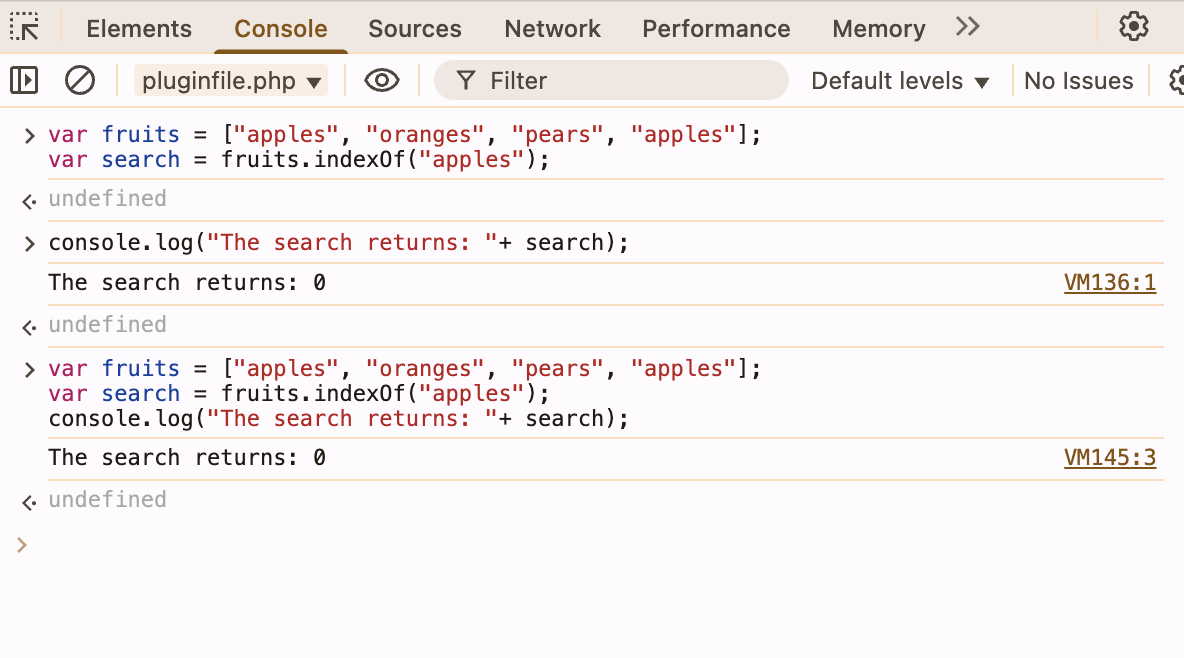 Elements Console Sources Network Performance Memory
pluginfile.php Filter Default levels No Issues
var fruits = ["apples", "oranges", "pears", "apples"];
var search = fruits.indexOf("apples");
undefined
console.log("The search returns: "+ search);
The search returns: 0 VM136:1
undefined
var fruits = ["apples", "oranges", "pears", "apples"];
var search = fruits.indexOf("apples");
console.log("The search returns: "+ search);
The search returns: 0 VM145:3
undefined